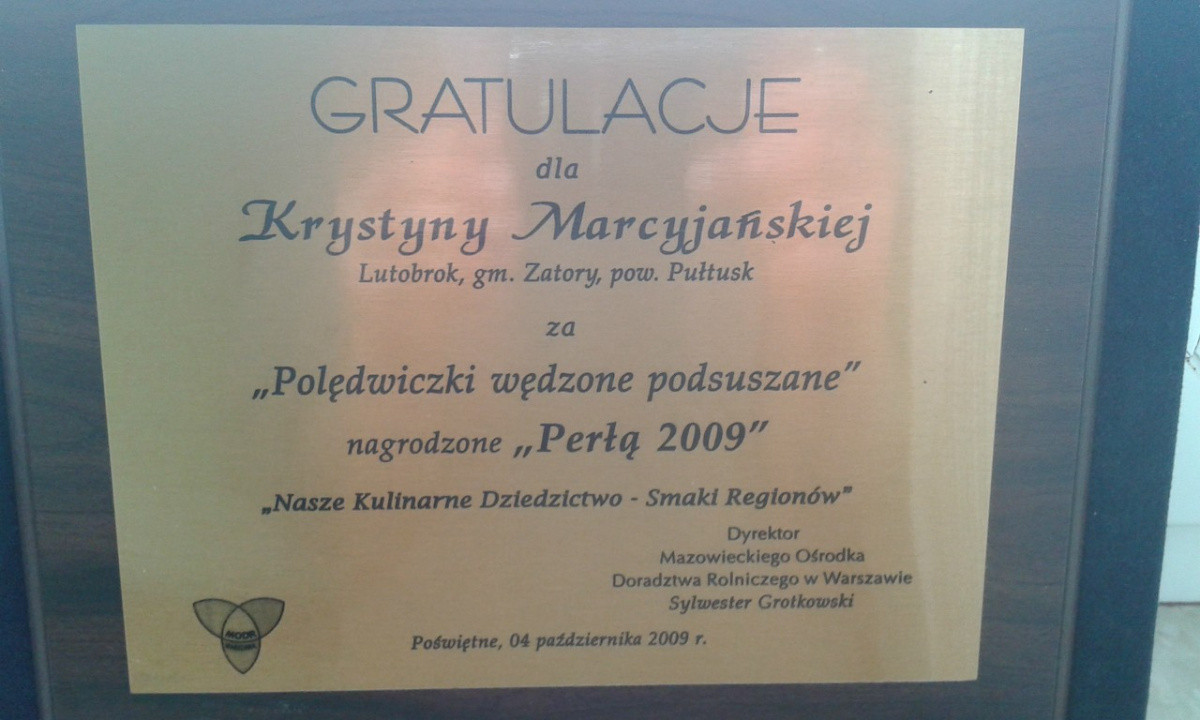 GRATULACJE
dla
Krystyny Marcyjańskiej
Lutobrok, gm. Zatory, pow. Pułtusk
za
„Polędwiczki wędzone podsuszane”
nagrodzone „Perłą 2009”
„Nasze Kulinarne Dziedzictwo - Smaki Regionów”
Dyrektor
Mazowieckiego Ośrodka
Doradztwa Rolniczego w Warszawie
Sylwester Grotkowski
MODR
Poświętne, 04 października 2009 r.